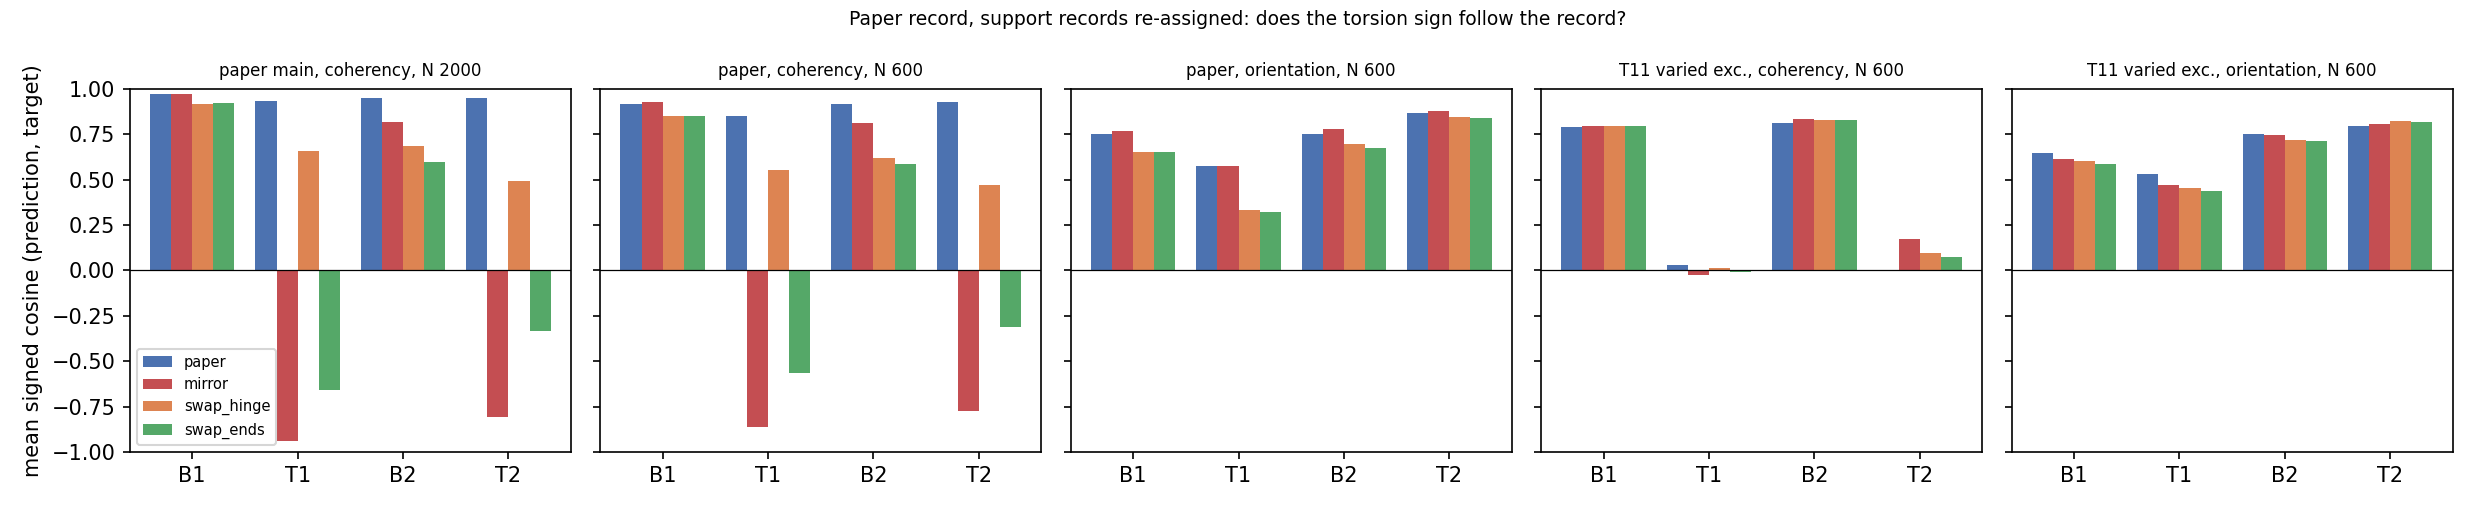 Paper record, support records re-assigned: does the torsion sign follow the record?
paper main, coherency, N 2000
paper, coherency, N 600
paper, orientation, N 600
T11 varied exc., coherency, N 600
T11 varied exc., orientation, N 600
mean signed cosine (prediction, target)
1.00
0.75
0.50
0.25
0.00
−0.25
−0.50
−0.75
−1.00
paper
mirror
swap_hinge
swap_ends
B1 T1 B2 T2
B1 T1 B2 T2
B1 T1 B2 T2
B1 T1 B2 T2
B1 T1 B2 T2